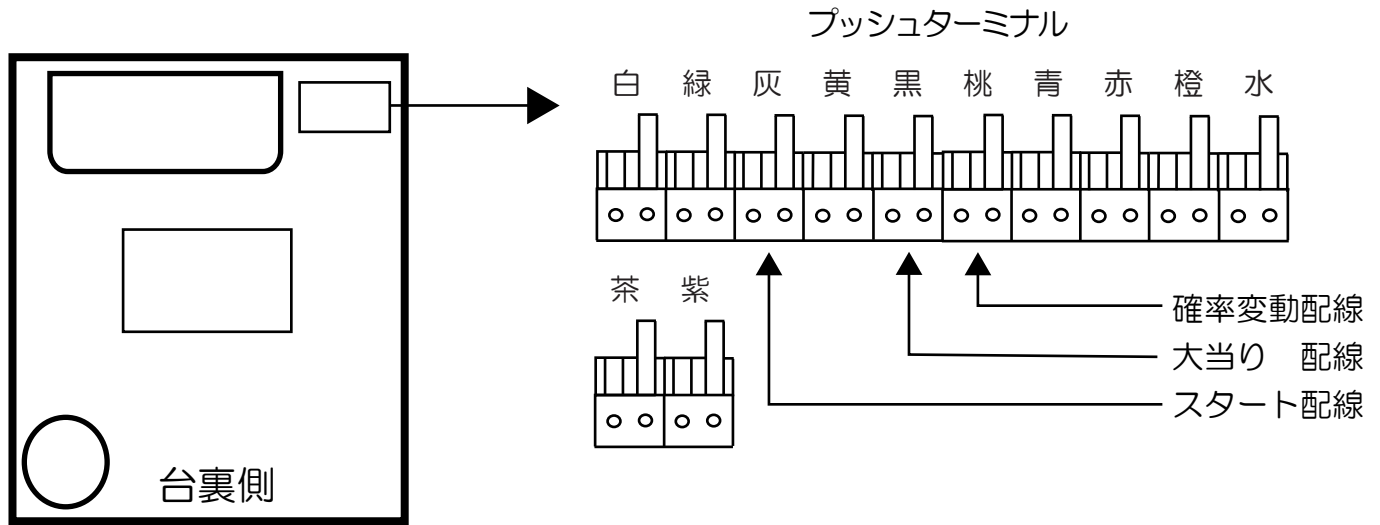 プッシュターミナル
白 緑 灰 黄 黒 桃 青 赤 橙 水
茶 紫
確率変動配線
大当り 配線
スタート配線
台裏側